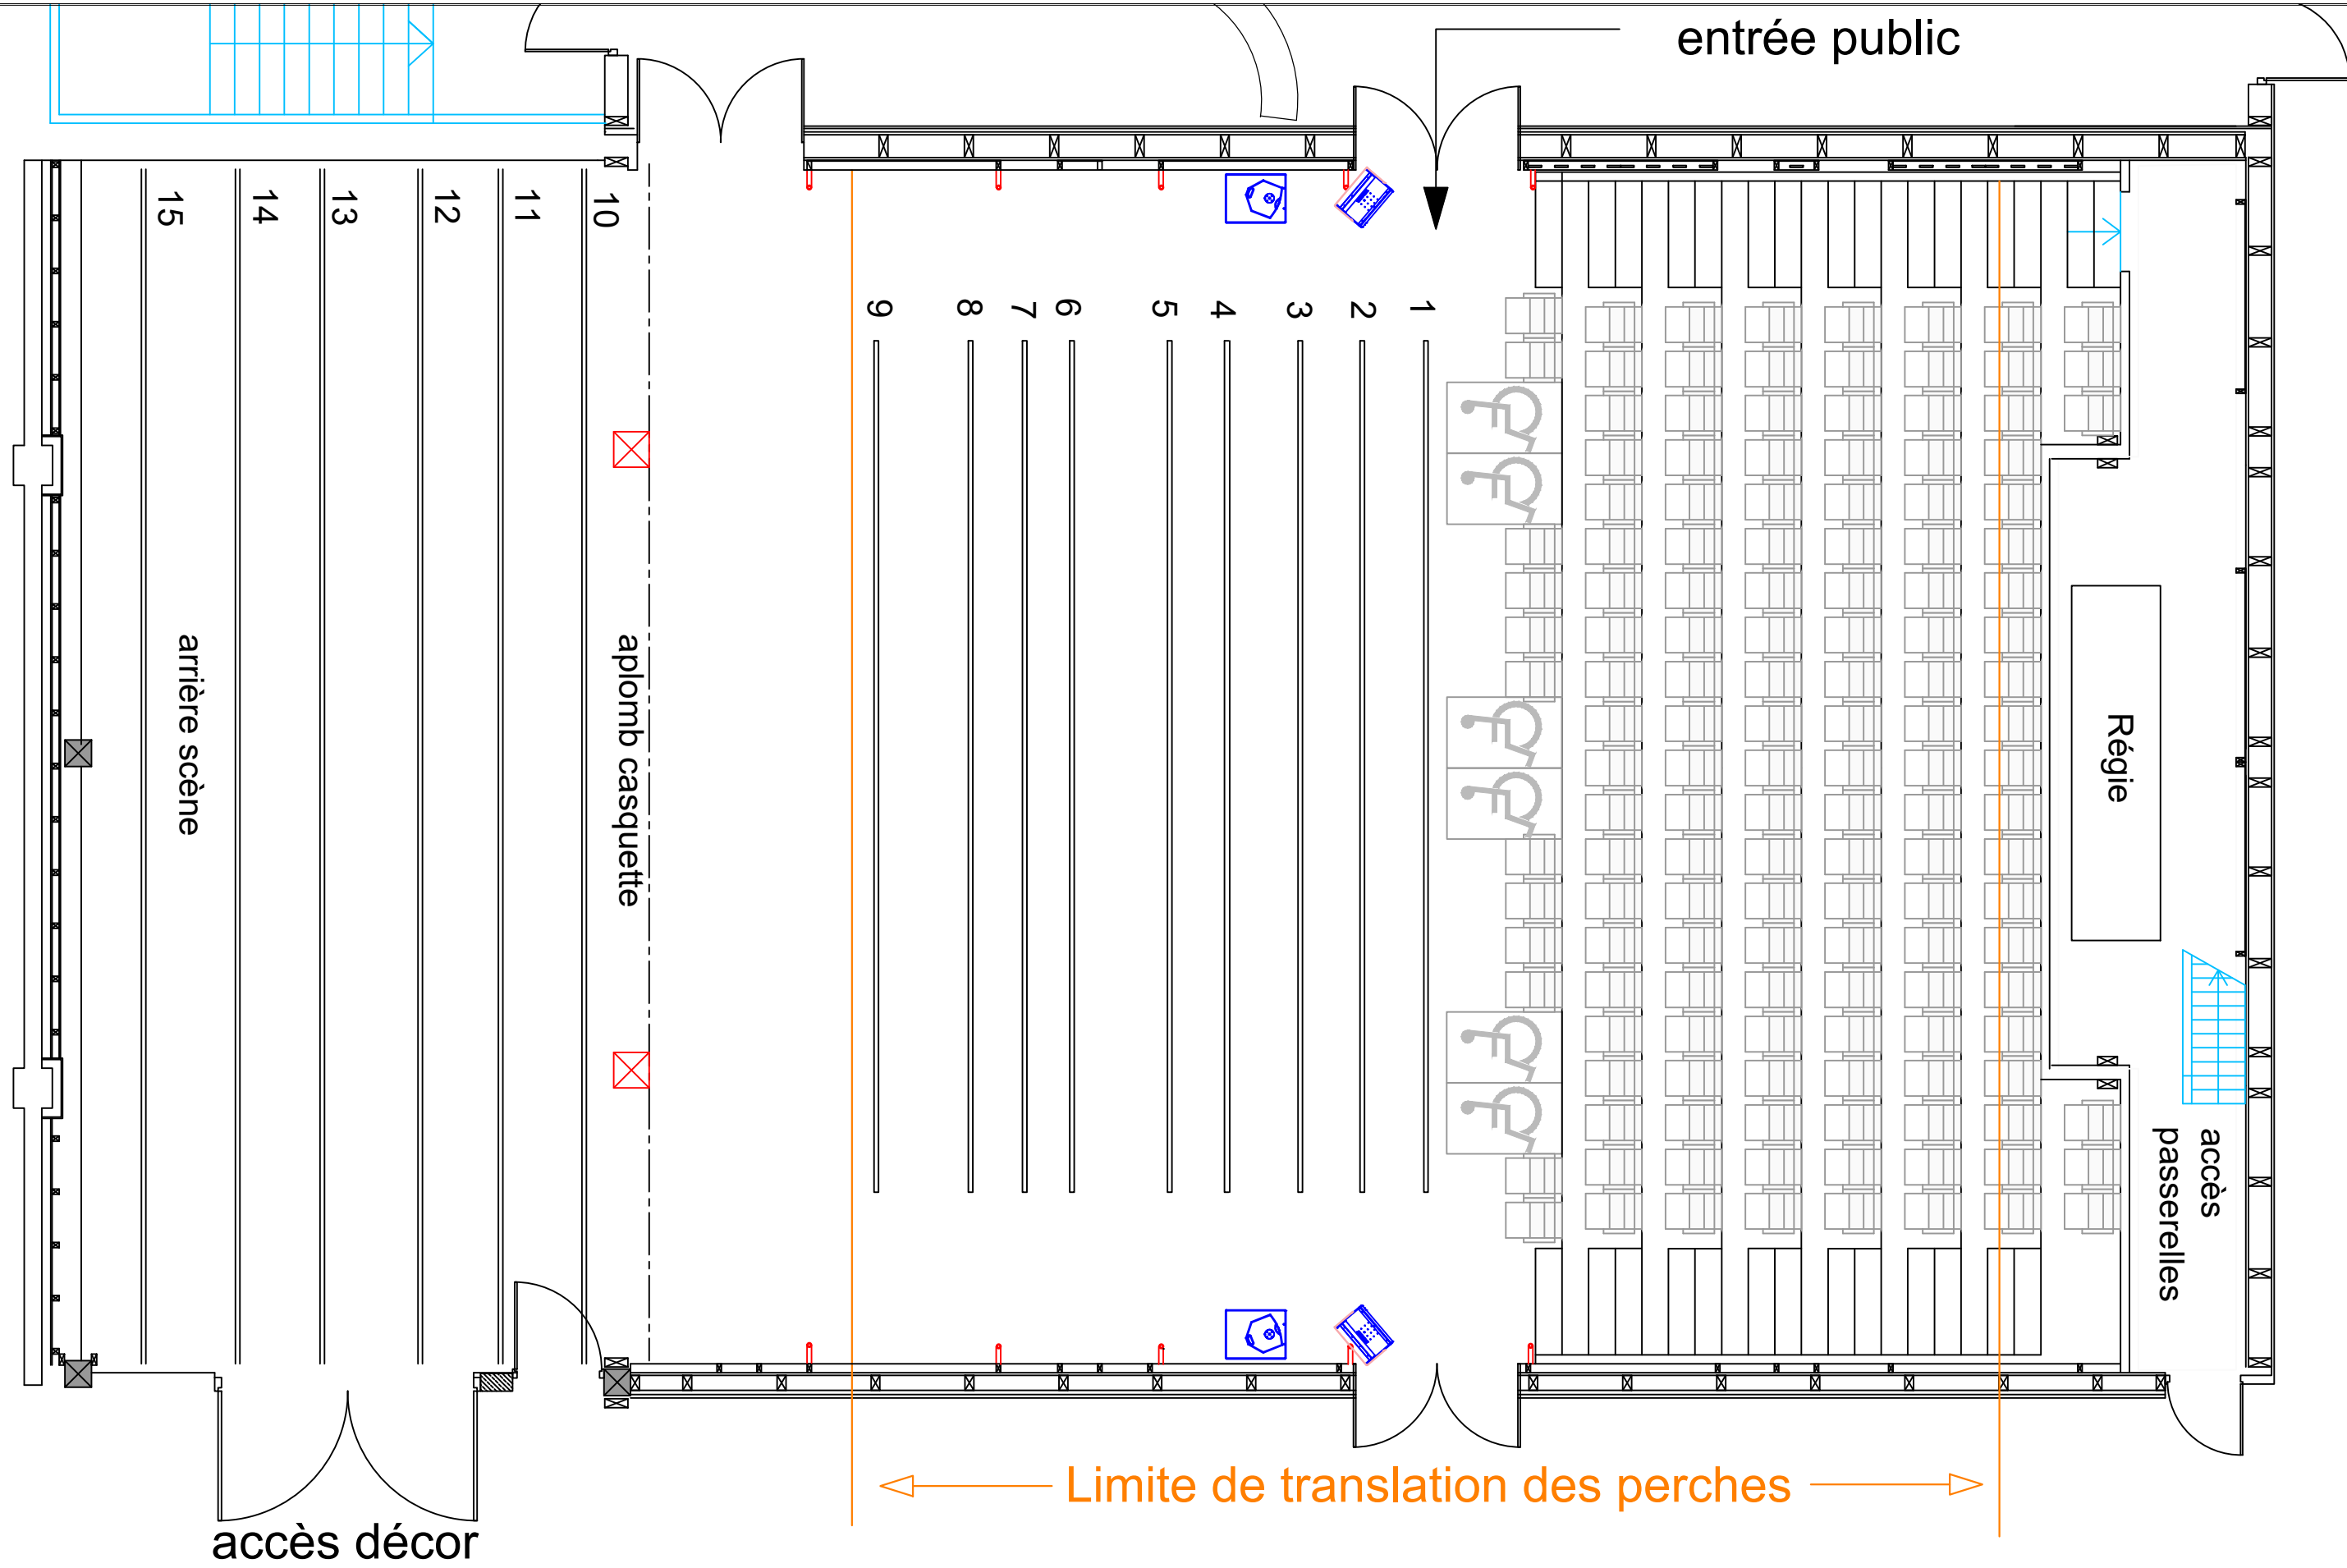 entrée public
15
14
13
12
11
10
9
8
7
6
5
4
3
2
1
arrière scène
aplomb casquette
Régie
accès
passerelles
Limite de translation des perches
accès décor